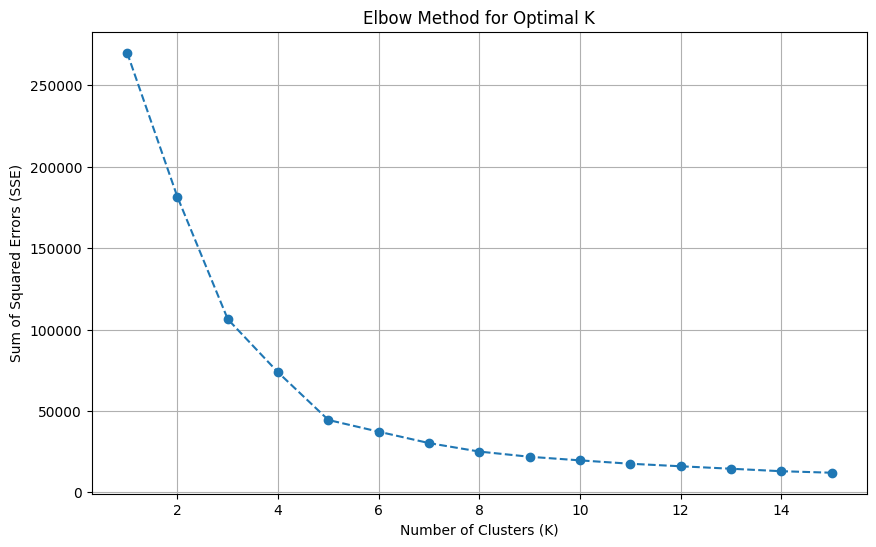 Elbow Method for Optimal K
Sum of Squared Errors (SSE)
250000
200000
150000
100000
50000
0
2 4 6 8 10 12 14
Number of Clusters (K)